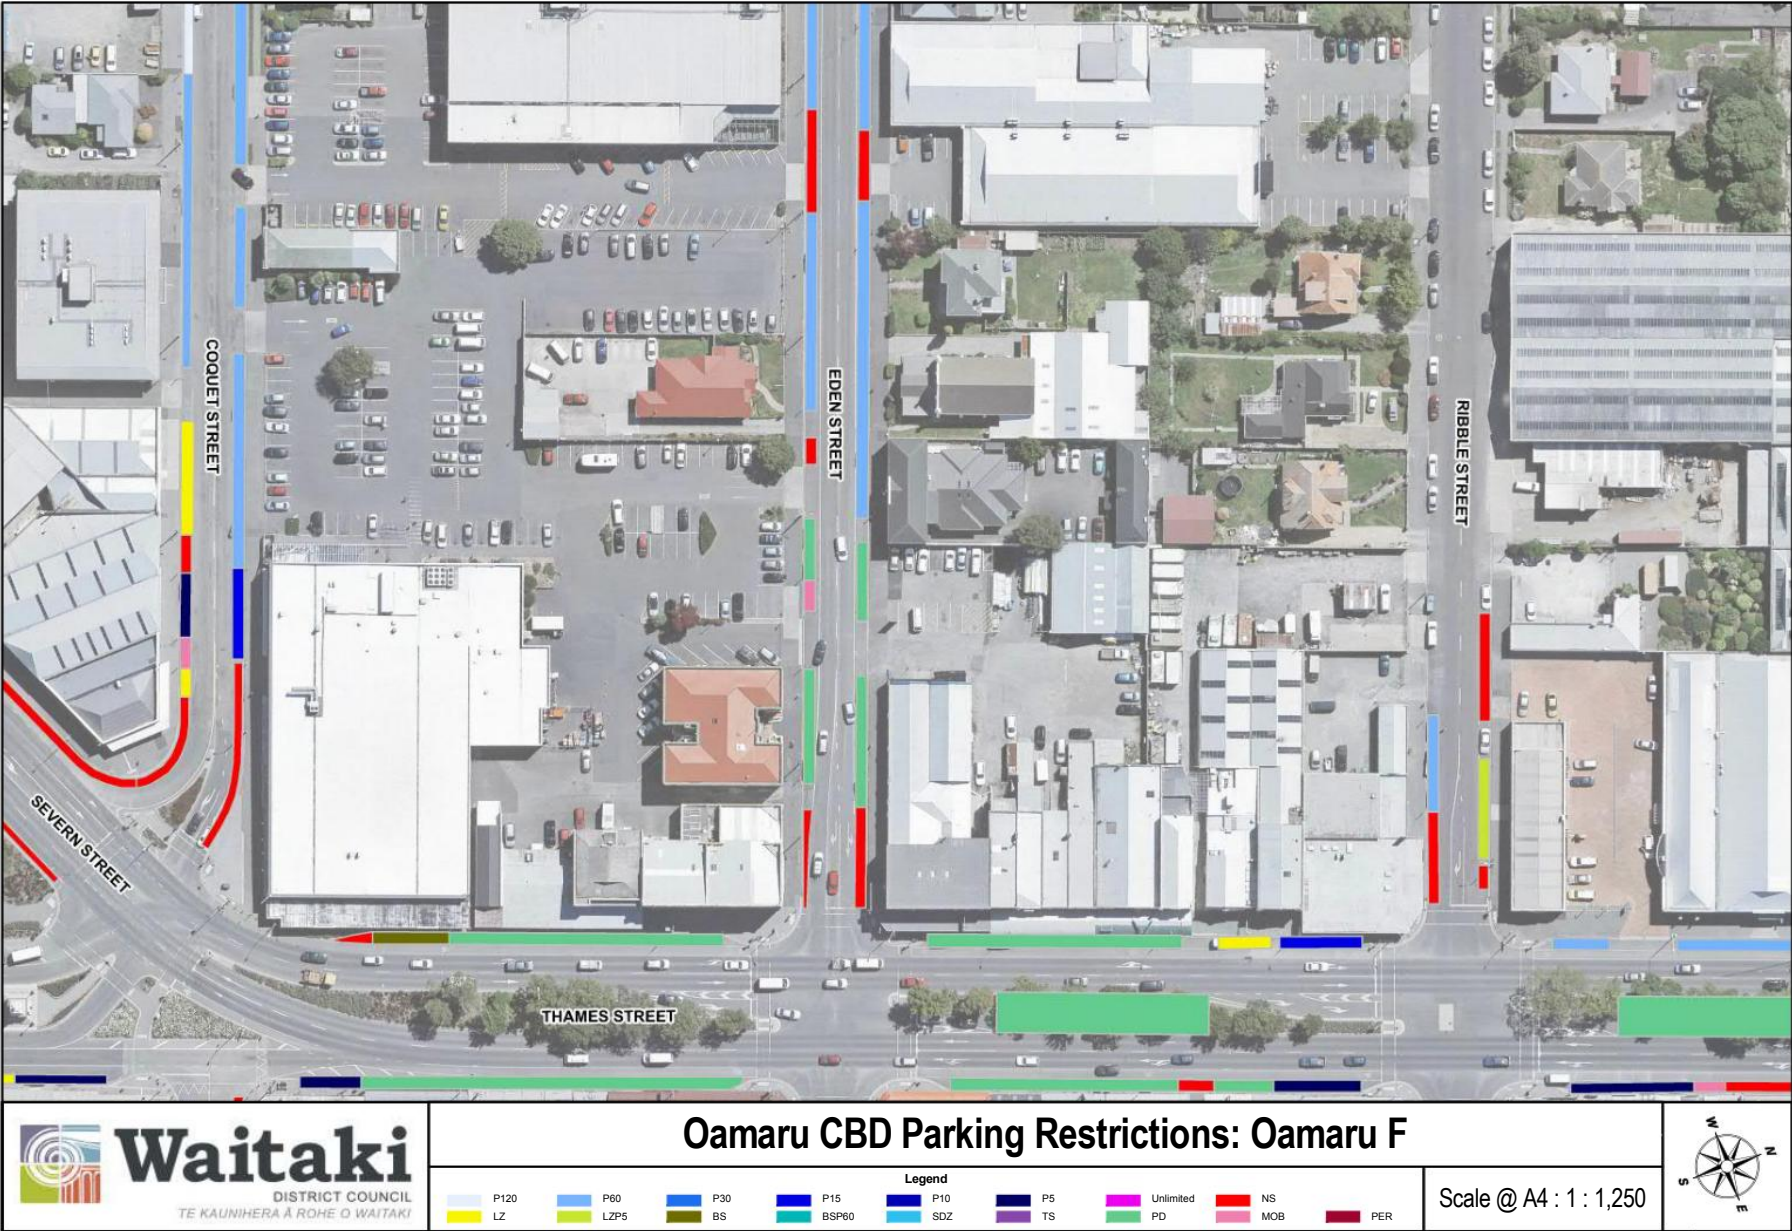 COQUET STREET
EDEN STREET
RIBBLE STREET
SEVERN STREET
THAMES STREET
Waitaki
DISTRICT COUNCIL
TE KAUNIHERA Ā ROHE O WAITAKI
Oamaru CBD Parking Restrictions: Oamaru F
Legend
P120 P60 P30 P15 P10 P5 Unlimited NS
LZ LZP5 BS BSP60 SDZ TS PD MOB PER
Scale @ A4 : 1 : 1,250
W N S E